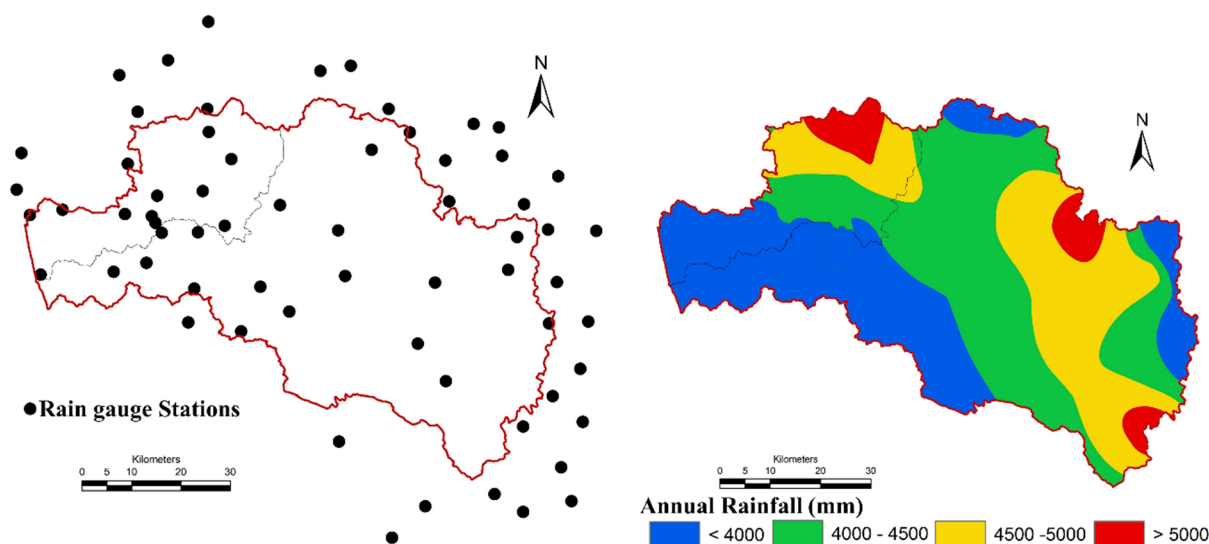 N
Rain gauge Stations
Kilometers
0 5 10 20 30
N
Kilometers
0 5 10 20 30
Annual Rainfall (mm)
< 4000 4000 - 4500 4500 -5000 > 5000